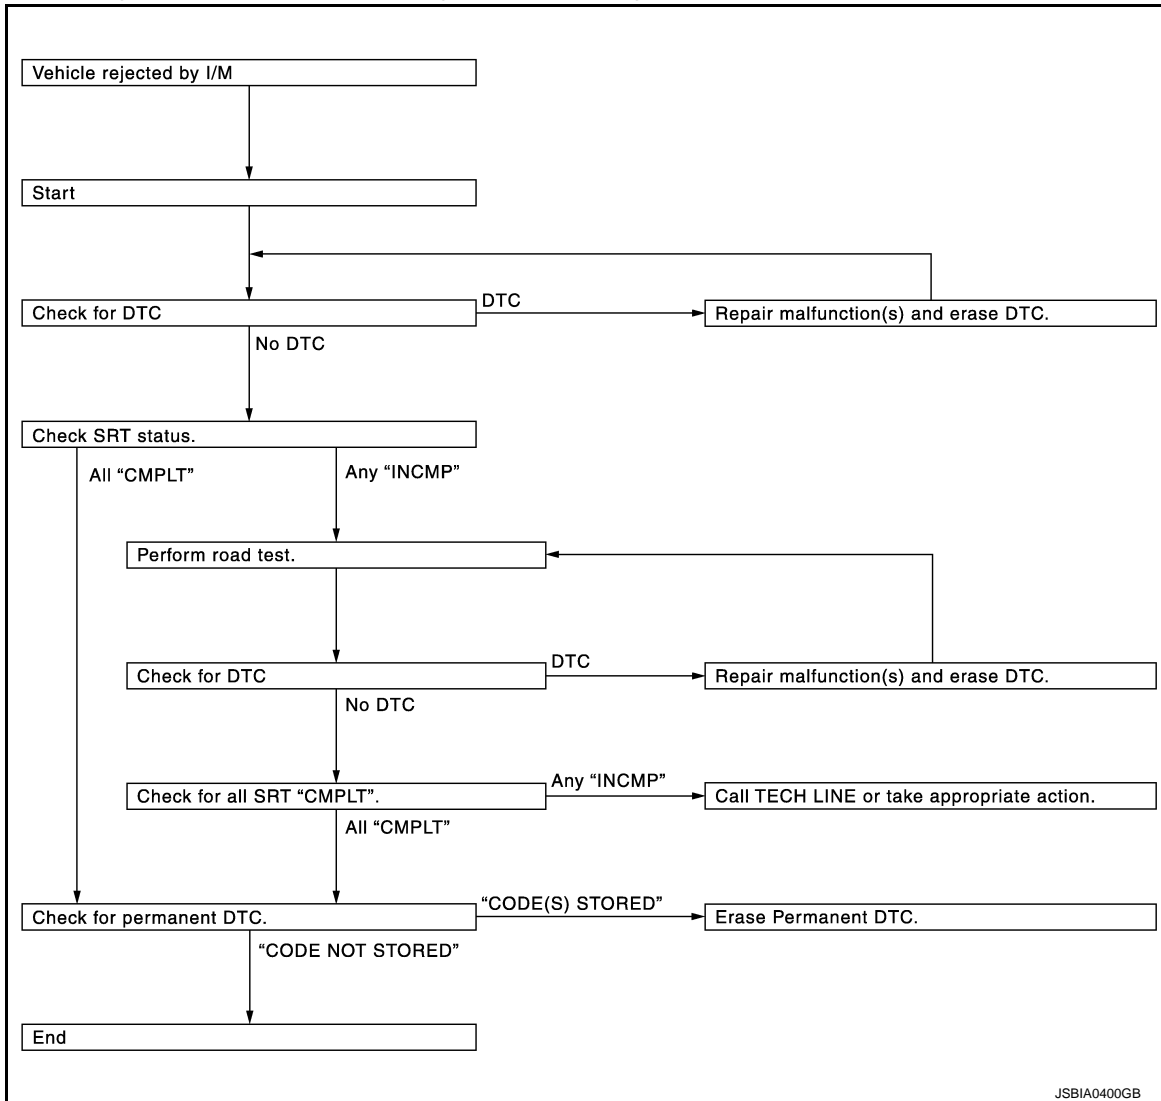 Vehicle rejected by I/M
Start
Check for DTC
DTC
Repair malfunction(s) and erase DTC.
No DTC
Check SRT status.
All “CMPLT”
Any “INCMP”
Perform road test.
Check for DTC
DTC
Repair malfunction(s) and erase DTC.
No DTC
Check for all SRT “CMPLT”.
Any “INCMP”
Call TECH LINE or take appropriate action.
All “CMPLT”
Check for permanent DTC.
“CODE(S) STORED”
Erase Permanent DTC.
“CODE NOT STORED”
End
JSBIA0400GB